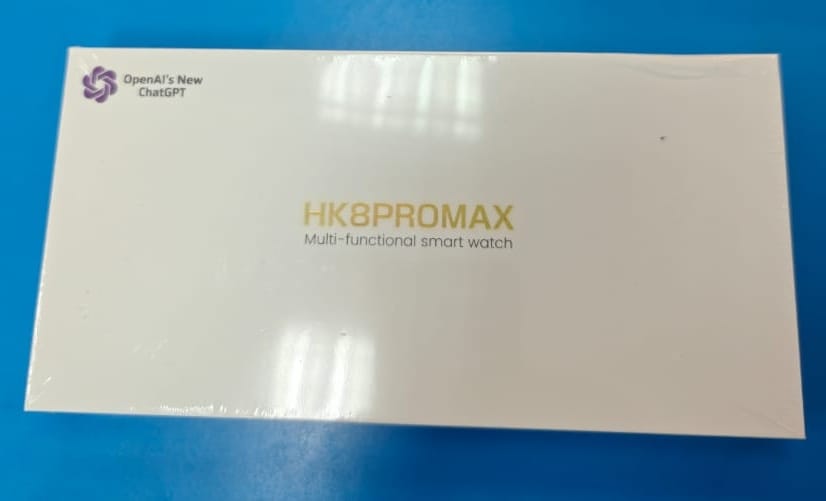 OpenAI's New
ChatGPT
HK8PROMAX
Multi-functional smart watch